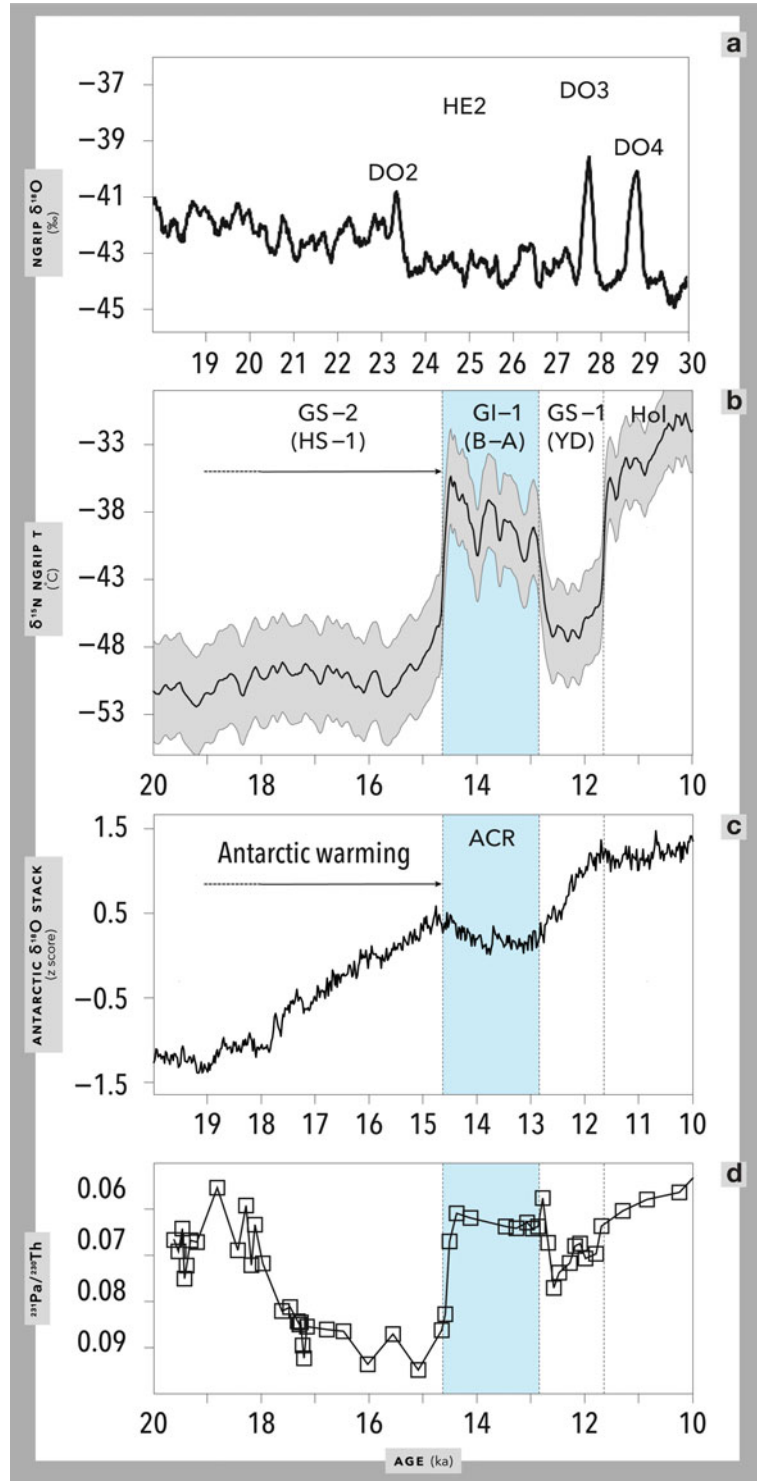 a
−37
−39
−41
−43
−45
NGRIP δ¹⁸O
(‰)
DO2
HE2
DO3
DO4
19 20 21 22 23 24 25 26 27 28 29 30
b
−33
−38
−43
−48
−53
δ¹⁵N NGRIP T
(°C)
GS−2
(HS−1)
GI−1
(B−A)
GS−1
(YD)
Hol
20 18 16 14 12 10
c
1.5
0.5
−0.5
−1.5
ANTARCTIC δ¹⁸O STACK
(z score)
Antarctic warming
ACR
19 18 17 16 15 14 13 12 11 10
d
0.06
0.07
0.08
0.09
²³¹Pa/²³⁰Th
20 18 16 14 12 10
AGE (ka)